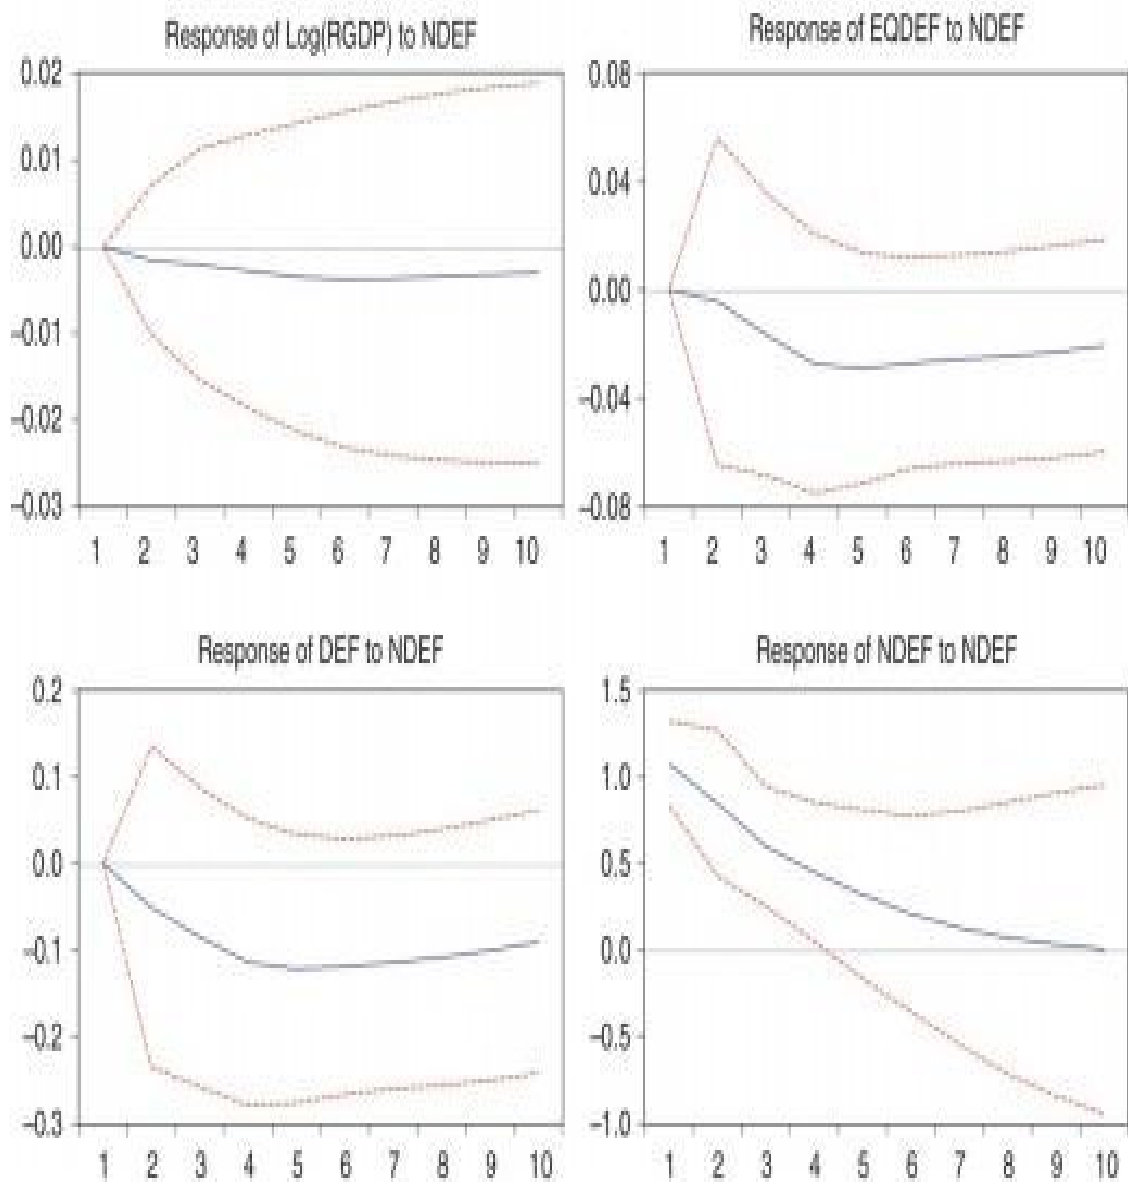 Response of Log(RGDP) to NDEF
0.02
0.01
0.00
–0.01
–0.02
–0.03
1 2 3 4 5 6 7 8 9 10
Response of EQDEF to NDEF
0.08
0.04
0.00
–0.04
–0.08
1 2 3 4 5 6 7 8 9 10
Response of DEF to NDEF
0.2
0.1
0.0
–0.1
–0.2
–0.3
1 2 3 4 5 6 7 8 9 10
Response of NDEF to NDEF
1.5
1.0
0.5
0.0
–0.5
–1.0
1 2 3 4 5 6 7 8 9 10